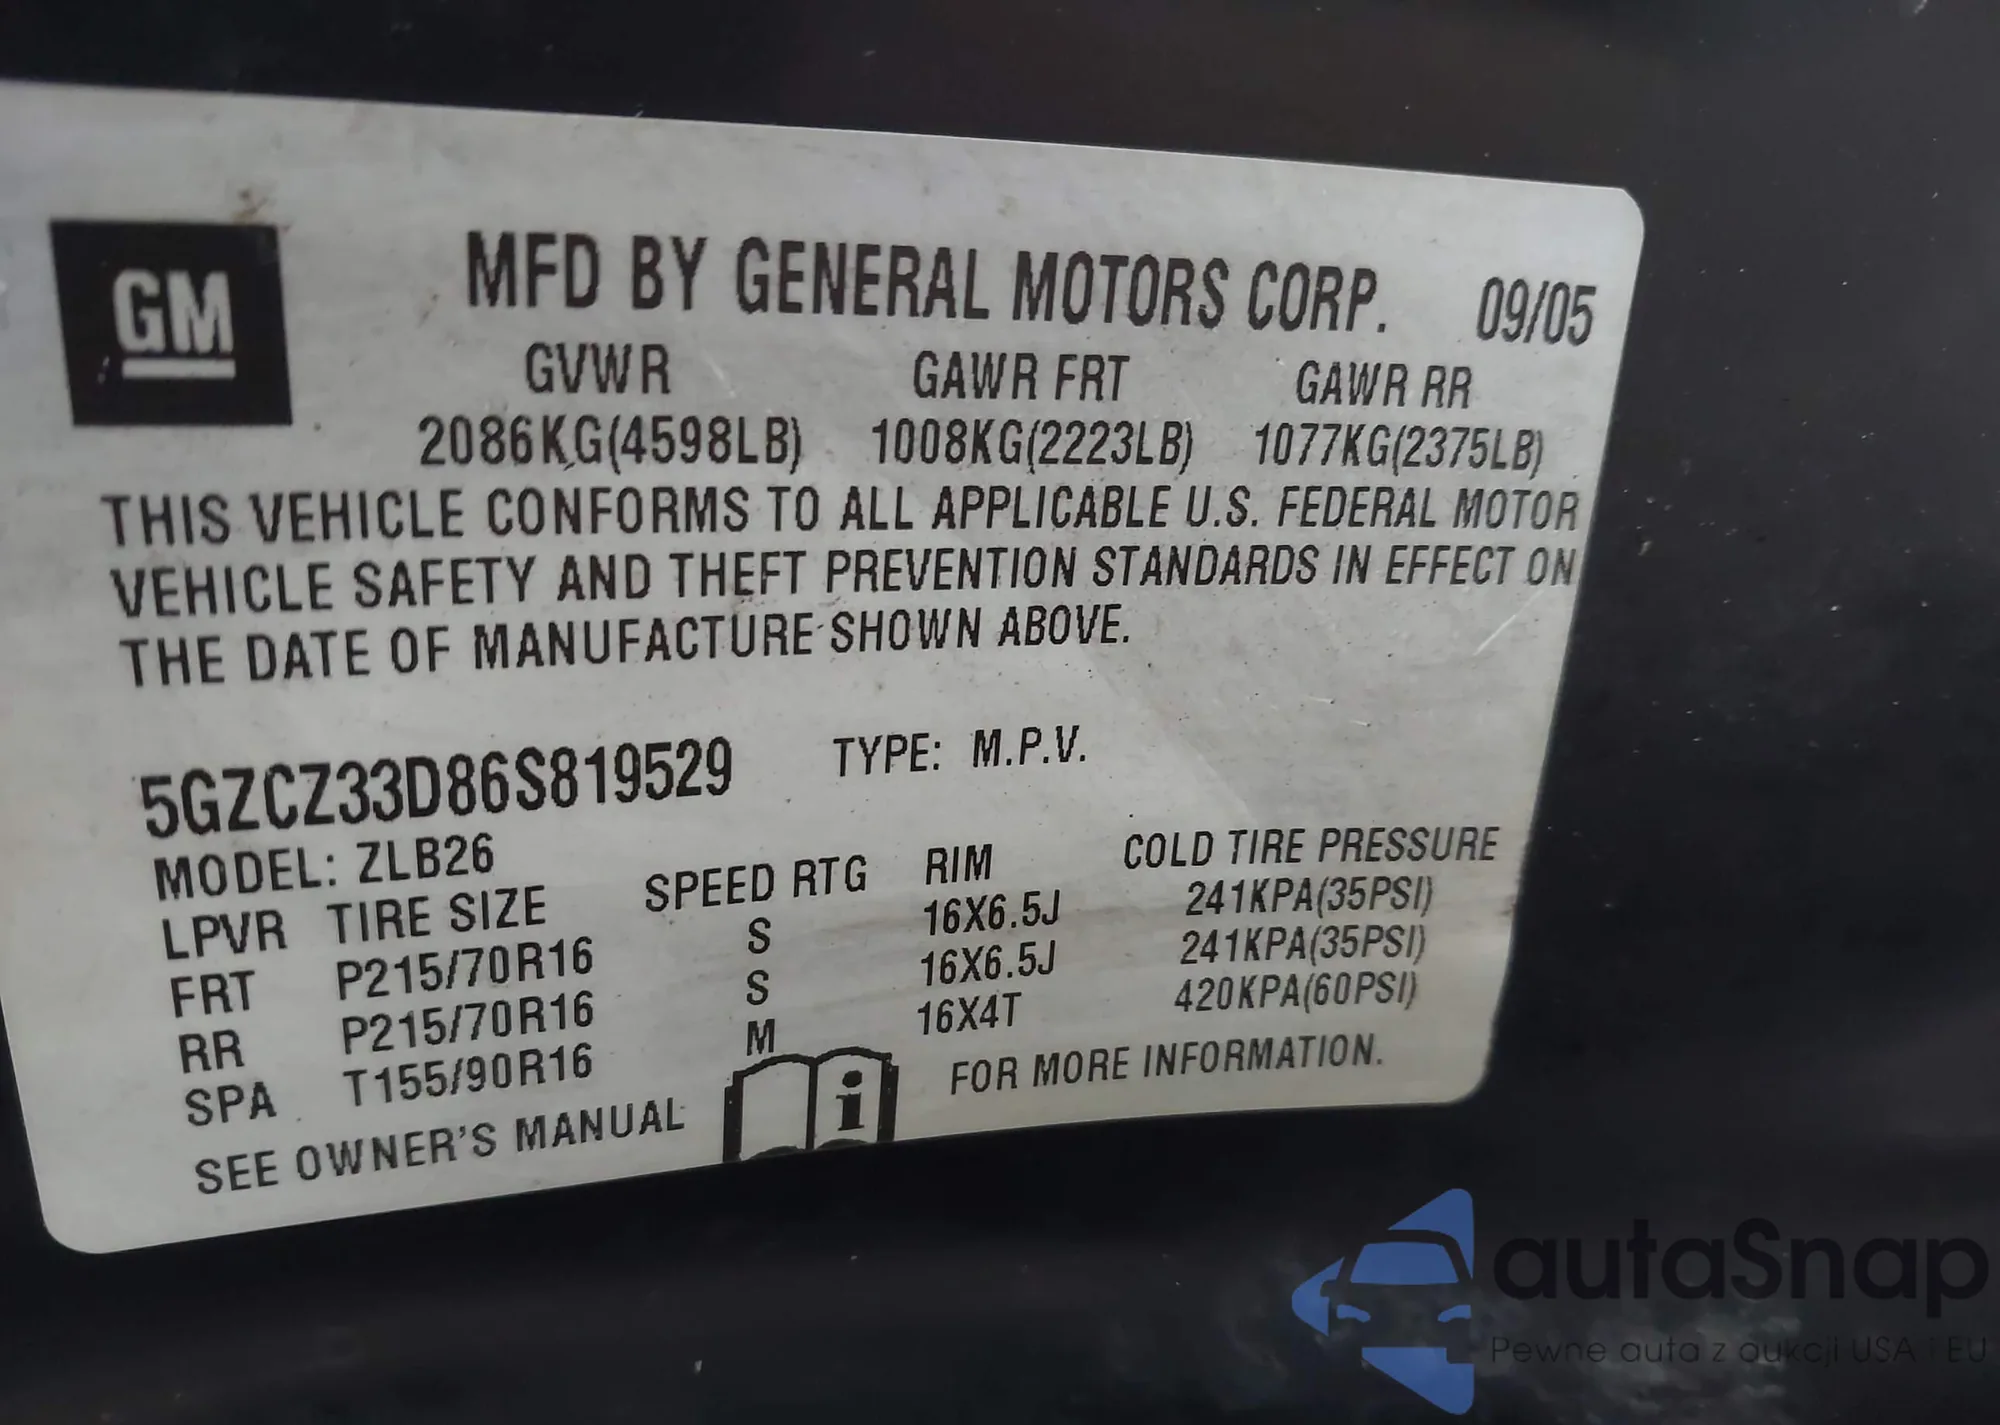 GM
MFD BY GENERAL MOTORS CORP. 09/05
GVWR GAWR FRT GAWR RR
2086KG(4598LB) 1008KG(2223LB) 1077KG(2375LB)
THIS VEHICLE CONFORMS TO ALL APPLICABLE U.S. FEDERAL MOTOR
VEHICLE SAFETY AND THEFT PREVENTION STANDARDS IN EFFECT ON
THE DATE OF MANUFACTURE SHOWN ABOVE.
5GZCZ33D86S819529 TYPE: M.P.V.
MODEL: ZLB26
LPVR TIRE SIZE SPEED RTG RIM COLD TIRE PRESSURE
FRT P215/70R16 S 16X6.5J 241KPA(35PSI)
RR P215/70R16 S 16X6.5J 241KPA(35PSI)
SPA T155/90R16 M 16X4T 420KPA(60PSI)
SEE OWNER'S MANUAL i FOR MORE INFORMATION.
autaSnap
Pewne auta z aukcji USA i EU